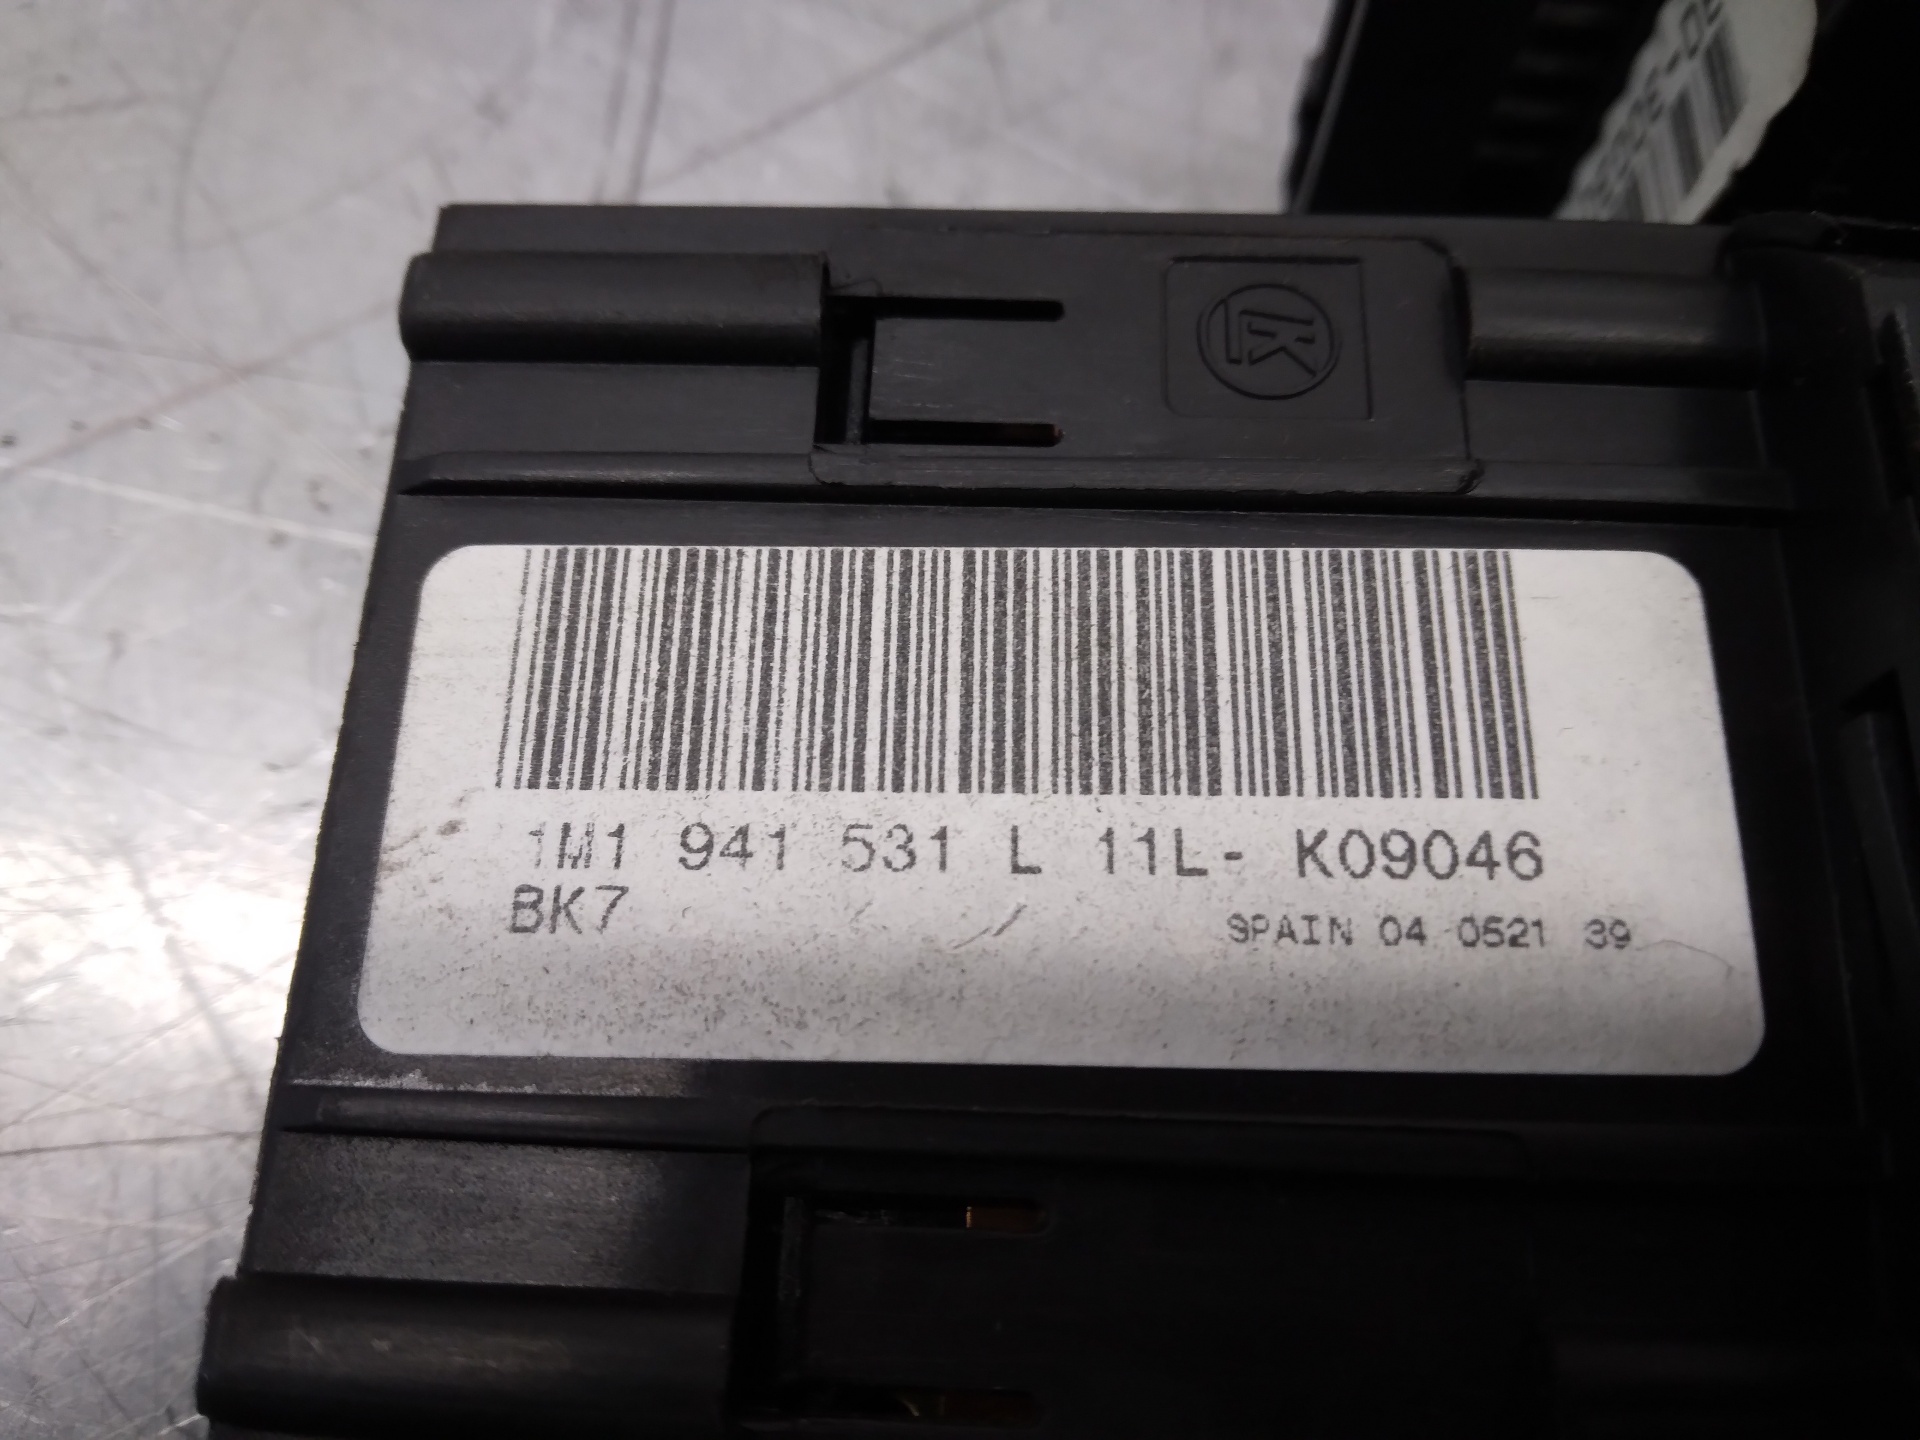 1M1 941 531 L 11L- K09046
BK7
SPAIN 04 0521 39